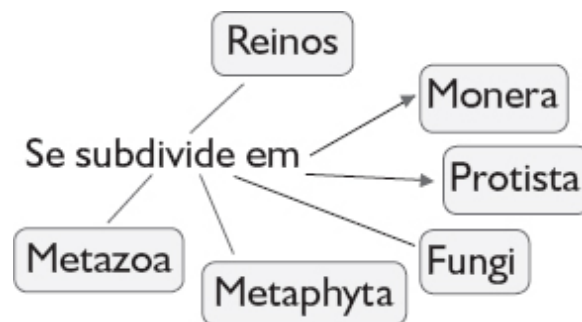 Reinos
Monera
Se subdivide em
Protista
Metazoa
Metaphyta
Fungi